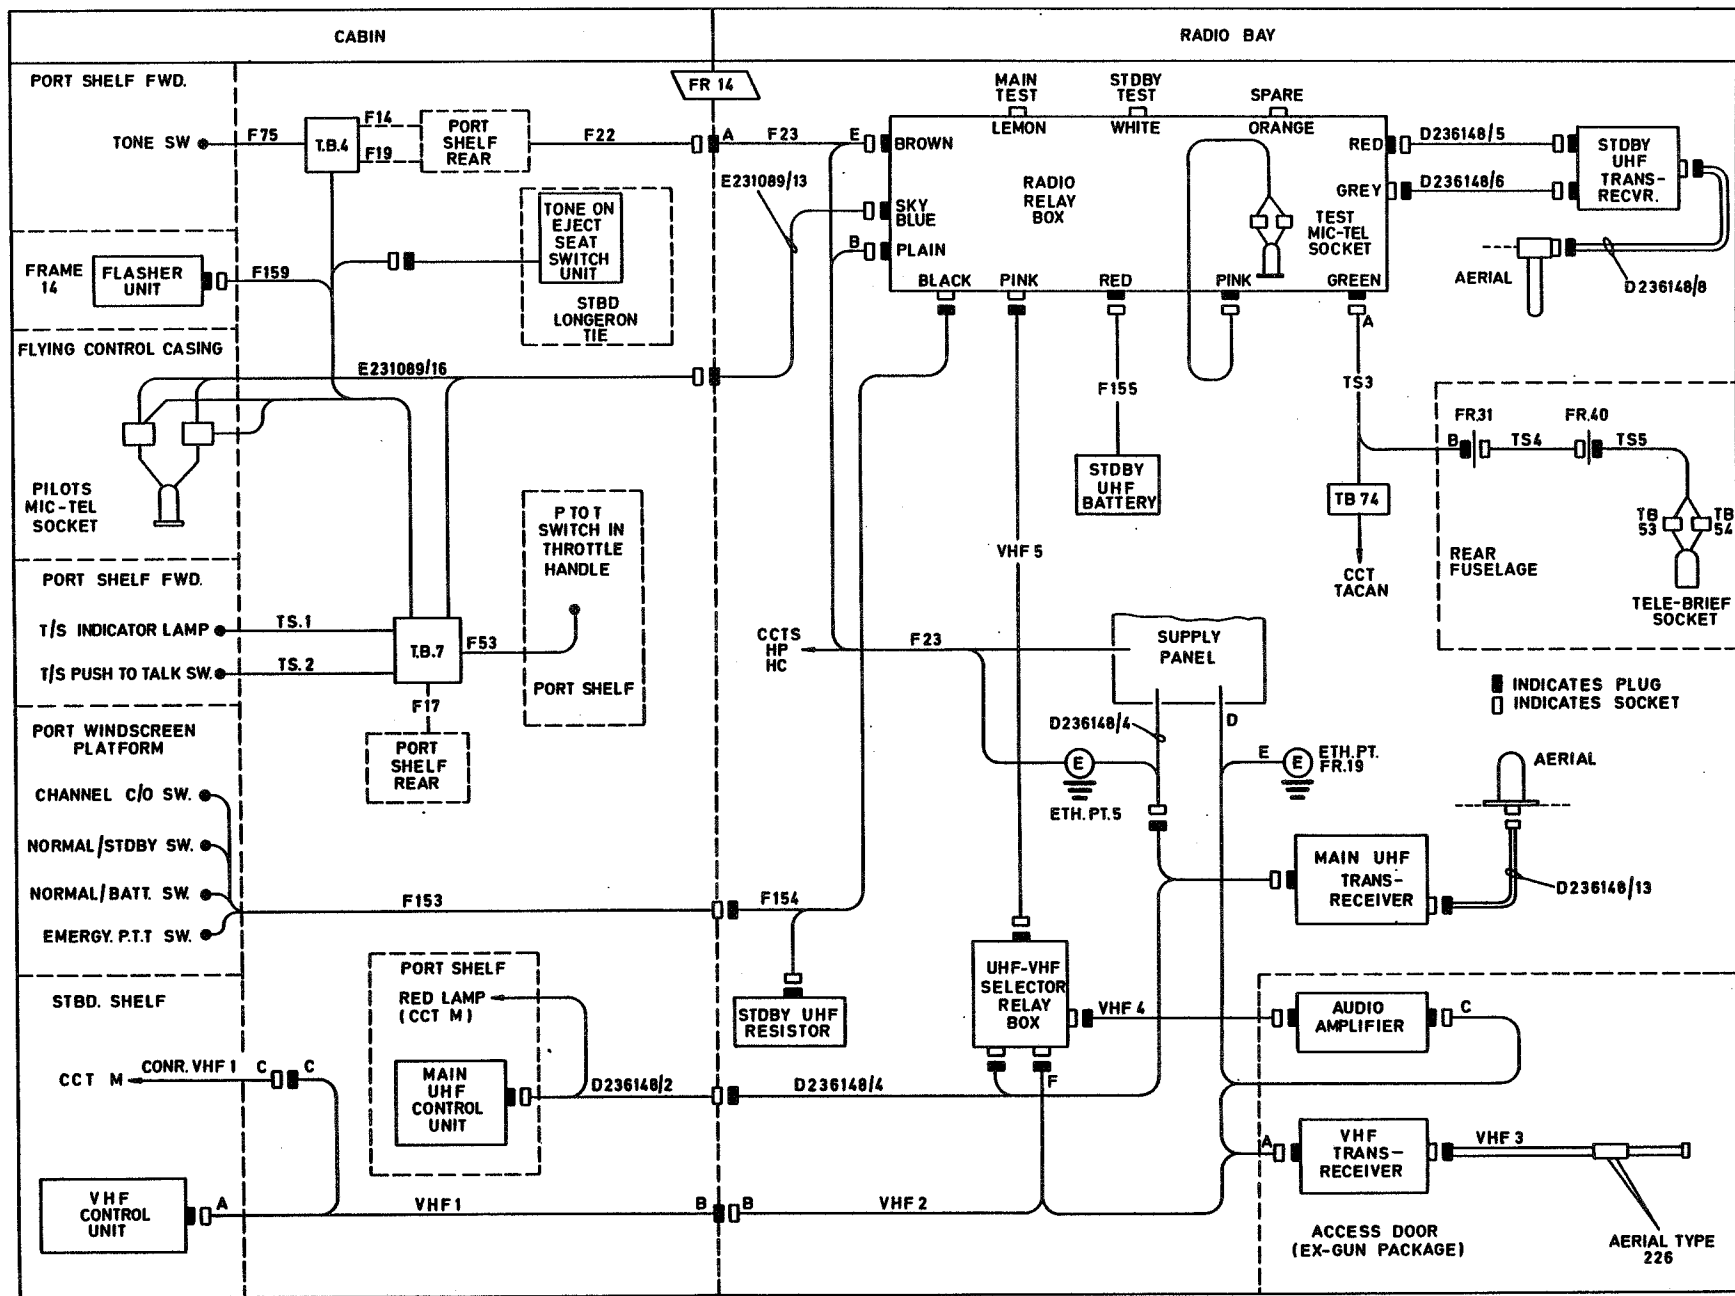 CABIN
RADIO BAY
FR 14
PORT SHELF FWD.
TONE SW
F75
T.B.4
F14
F19
PORT
SHELF
REAR
F22
A
F23
E
E231089/13
TONE ON
EJECT
SEAT
SWITCH
UNIT
STBD
LONGERON
TIE
FRAME
14
FLASHER
UNIT
F159
FLYING CONTROL CASING
E231089/16
PILOTS
MIC-TEL
SOCKET
PORT SHELF FWD.
T/S INDICATOR LAMP
TS.1
T/S PUSH TO TALK SW.
TS.2
T.B.7
F53
F17
PORT
SHELF
REAR
P TO T
SWITCH IN
THROTTLE
HANDLE
PORT SHELF
PORT WINDSCREEN
PLATFORM
CHANNEL C/O SW.
NORMAL/STDBY SW.
NORMAL/BATT. SW.
EMERGY. P.T.T SW.
F153
F154
STBD. SHELF
CCT M
CONR. VHF 1
C
C
PORT SHELF
RED LAMP
(CCT M)
MAIN
UHF
CONTROL
UNIT
D236148/2
D236148/4
VHF
CONTROL
UNIT
A
VHF 1
B
B
VHF 2
MAIN
TEST
STDBY
TEST
SPARE
LEMON
WHITE
ORANGE
BROWN
SKY
BLUE
B
PLAIN
RADIO
RELAY
BOX
TEST
MIC-TEL
SOCKET
RED
GREY
BLACK
PINK
RED
PINK
GREEN
A
D236148/5
D236148/6
STDBY
UHF
TRANS-
RECVR.
AERIAL
D236148/8
F155
STDBY
UHF
BATTERY
TS3
TB 74
CCT
TACAN
FR.31
FR.40
B
TS4
TS5
TB
53
TB
54
REAR
FUSELAGE
TELE-BRIEF
SOCKET
VHF 5
CCTS
HP
HC
F23
SUPPLY
PANEL
INDICATES PLUG
INDICATES SOCKET
D236148/4
D
E
ETH. PT. 5
E
E
ETH. PT.
FR.19
AERIAL
MAIN UHF
TRANS-
RECEIVER
D236148/13
STDBY UHF
RESISTOR
UHF-VHF
SELECTOR
RELAY
BOX
VHF 4
AUDIO
AMPLIFIER
C
F
A
VHF
TRANS-
RECEIVER
VHF 3
ACCESS DOOR
(EX-GUN PACKAGE)
AERIAL TYPE
226